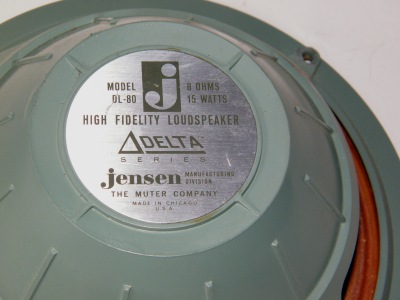 MODEL j 8 OHMS
DL-80 15 WATTS
HIGH FIDELITY LOUDSPEAKER
DELTA
SERIES
jensen MANUFACTURING
DIVISION
THE MUTER COMPANY
MADE IN CHICAGO
U.S.A.